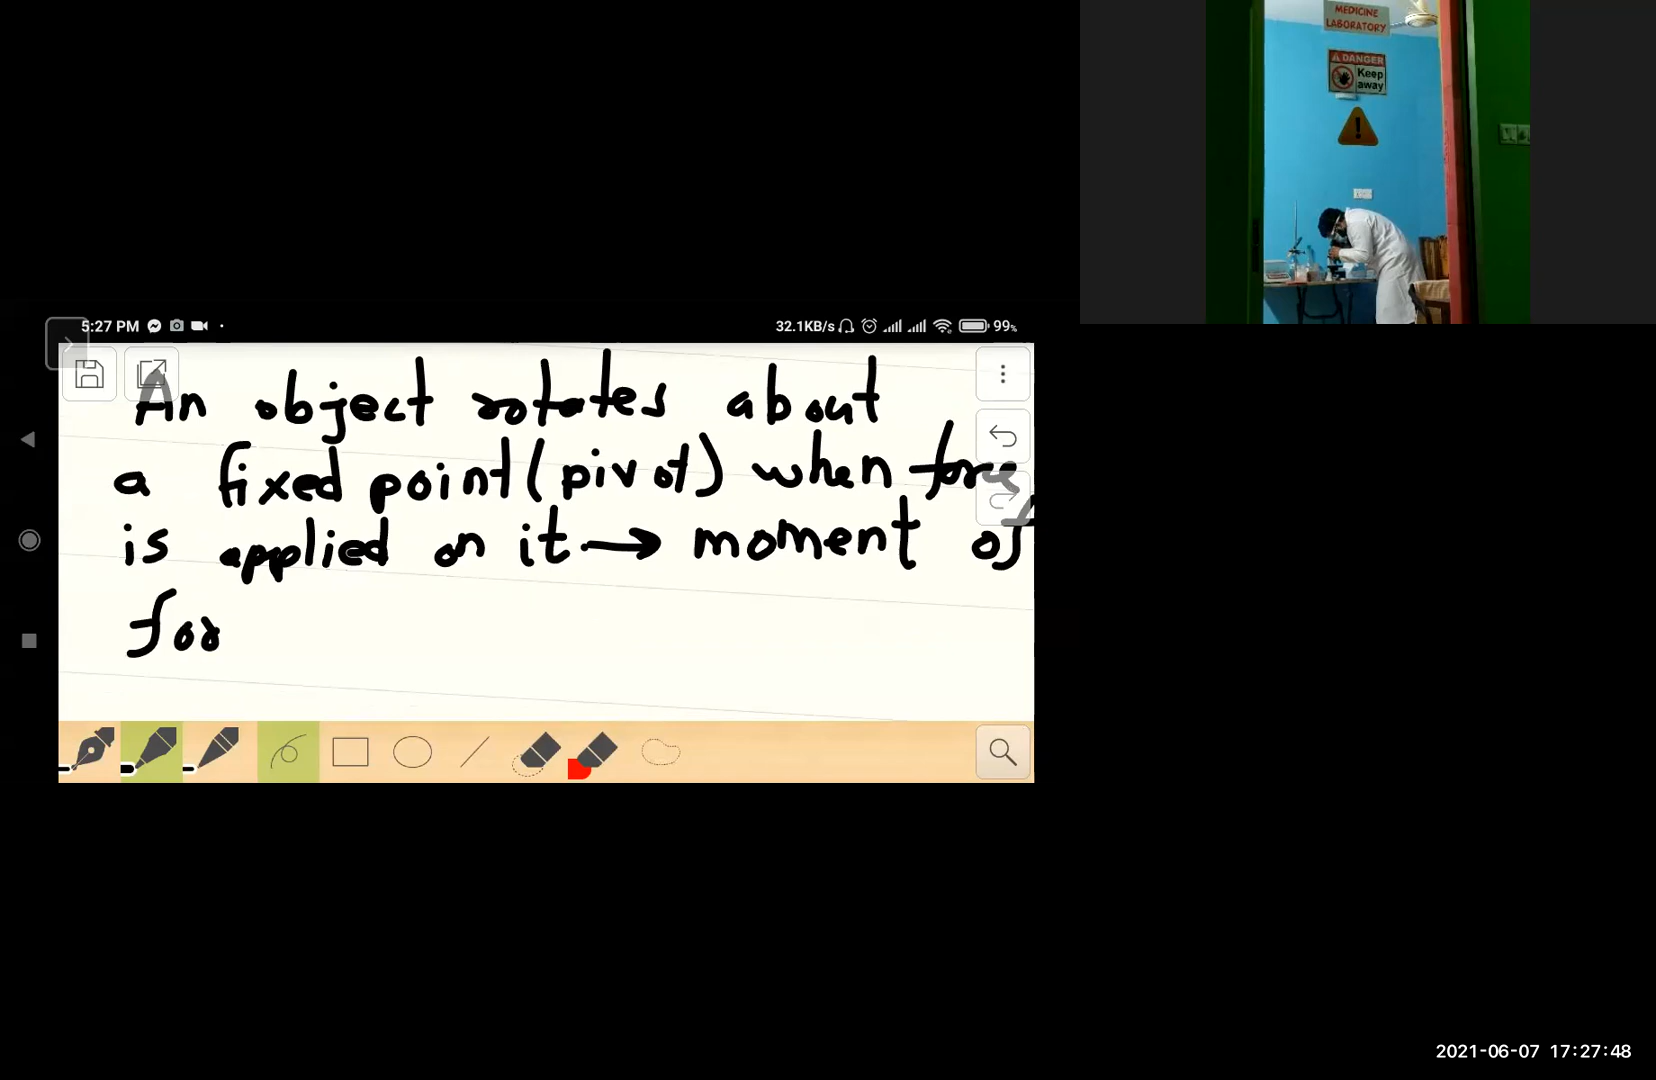 MEDICINE
LABORATORY
DANGER
Keep
away
!
5:27 PM
32.1KB/s
99%
An object rotates about
a fixed point (pivot) when force
is applied on it. → moment of
for
2021-06-07 17:27:48